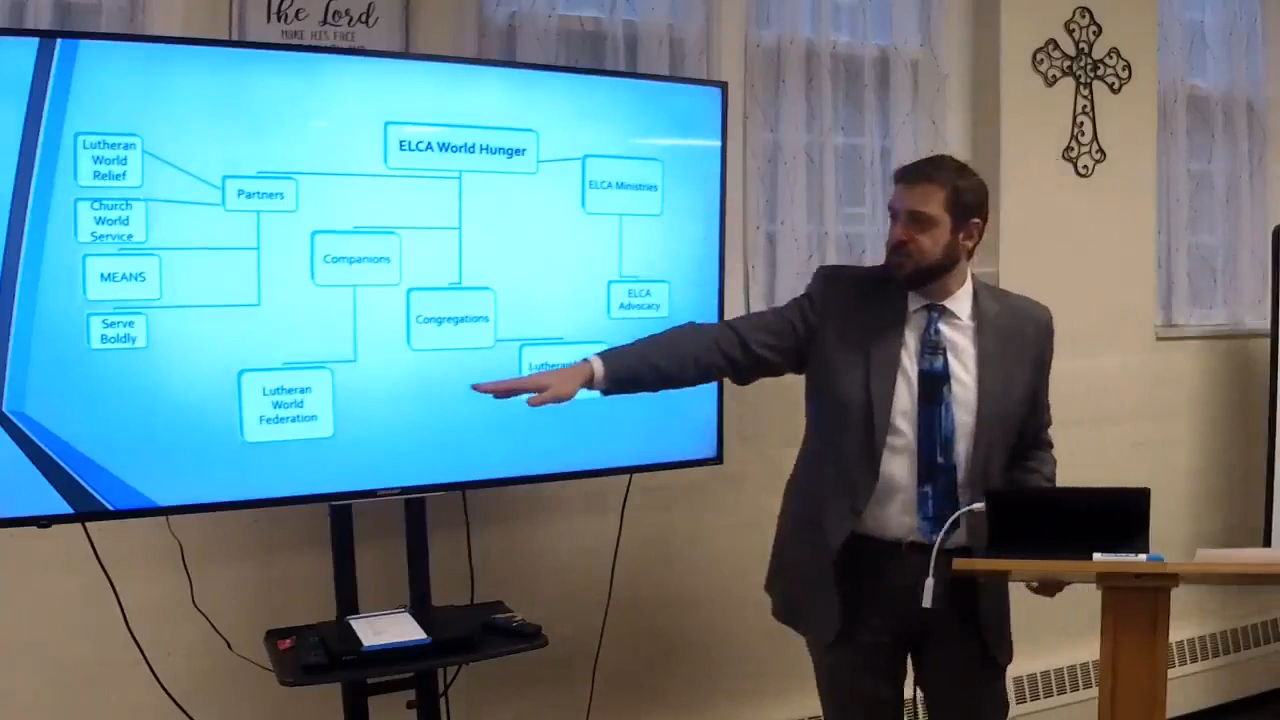 The Lord
MAKE HIS FACE
ELCA World Hunger
Lutheran
World
Relief
Partners
ELCA Ministries
Church
World
Service
Companions
MEANS
ELCA
Advocacy
Congregations
Serve
Boldly
Lutheran
World
Federation